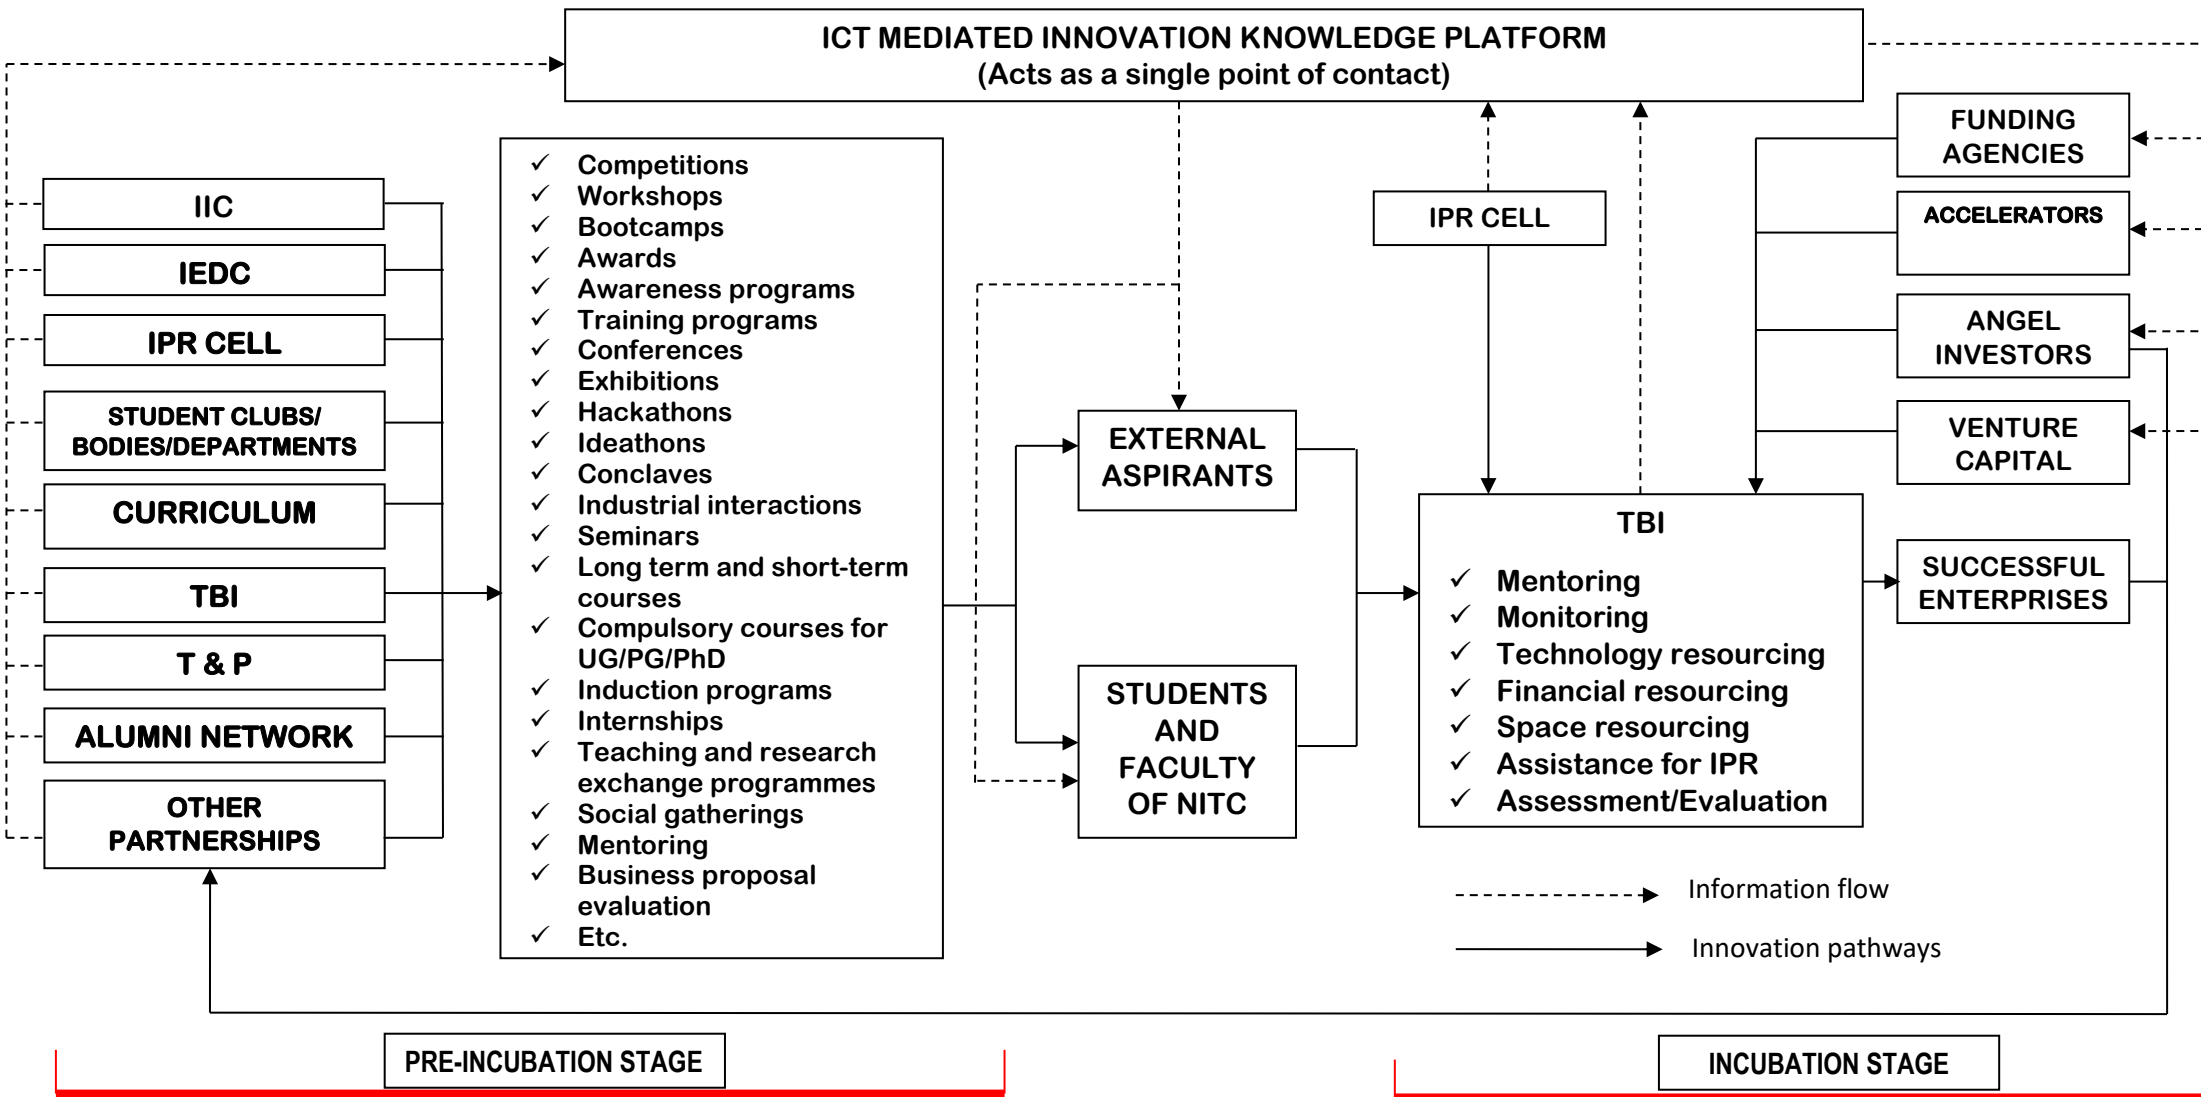 ICT MEDIATED INNOVATION KNOWLEDGE PLATFORM
(Acts as a single point of contact)
IIC
IEDC
IPR CELL
STUDENT CLUBS/
BODIES/DEPARTMENTS
CURRICULUM
TBI
T & P
ALUMNI NETWORK
OTHER
PARTNERSHIPS
✓ Competitions
✓ Workshops
✓ Bootcamps
✓ Awards
✓ Awareness programs
✓ Training programs
✓ Conferences
✓ Exhibitions
✓ Hackathons
✓ Ideathons
✓ Conclaves
✓ Industrial interactions
✓ Seminars
✓ Long term and short-term
courses
✓ Compulsory courses for
UG/PG/PhD
✓ Induction programs
✓ Internships
✓ Teaching and research
exchange programmes
✓ Social gatherings
✓ Mentoring
✓ Business proposal
evaluation
✓ Etc.
EXTERNAL
ASPIRANTS
STUDENTS
AND
FACULTY
OF NITC
IPR CELL
TBI
✓ Mentoring
✓ Monitoring
✓ Technology resourcing
✓ Financial resourcing
✓ Space resourcing
✓ Assistance for IPR
✓ Assessment/Evaluation
FUNDING
AGENCIES
ACCELERATORS
ANGEL
INVESTORS
VENTURE
CAPITAL
SUCCESSFUL
ENTERPRISES
Information flow
Innovation pathways
PRE-INCUBATION STAGE
INCUBATION STAGE